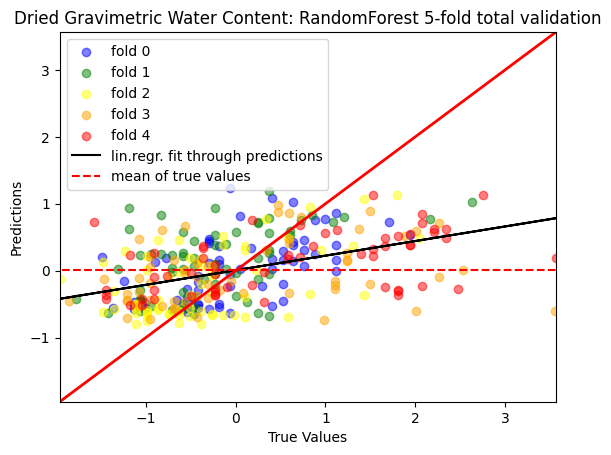 Dried Gravimetric Water Content: RandomForest 5-fold total validation
fold 0
fold 1
fold 2
fold 3
fold 4
lin.regr. fit through predictions
mean of true values
3
2
1
0
−1
Predictions
−1
0
1
2
3
True Values